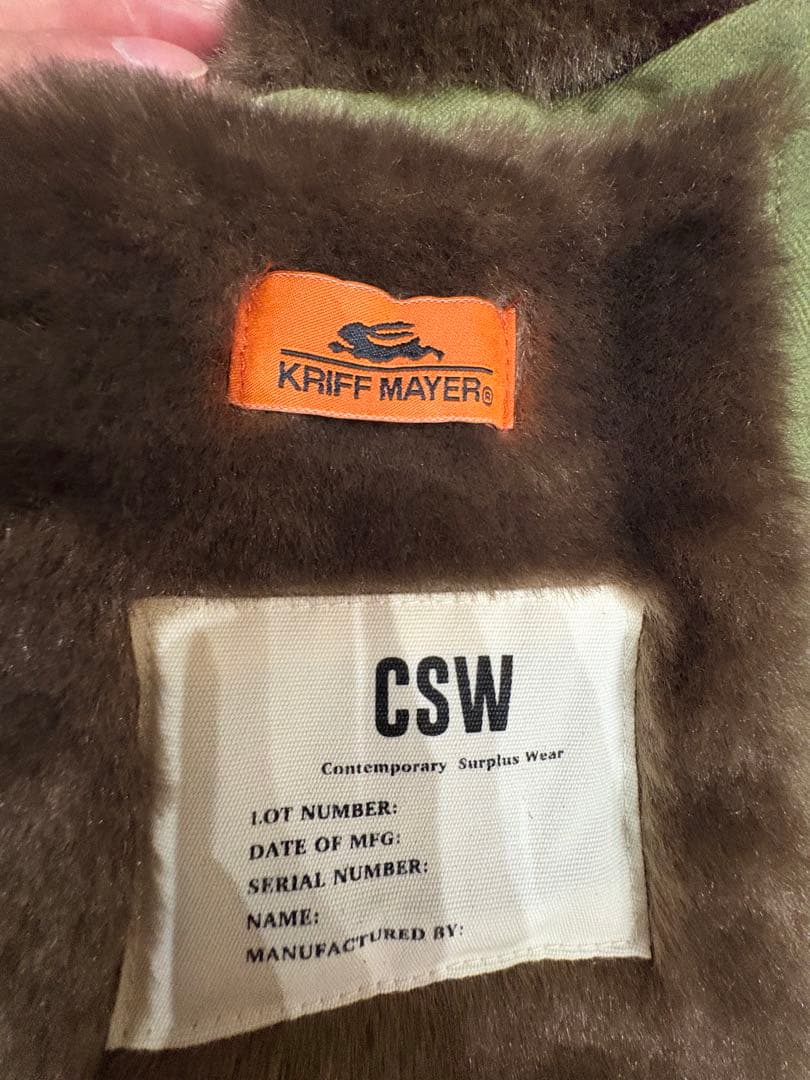 KRIFF MAYER®
CSW
Contemporary Surplus Wear
LOT NUMBER:
DATE OF MFG:
SERIAL NUMBER:
NAME:
MANUFACTURED BY: